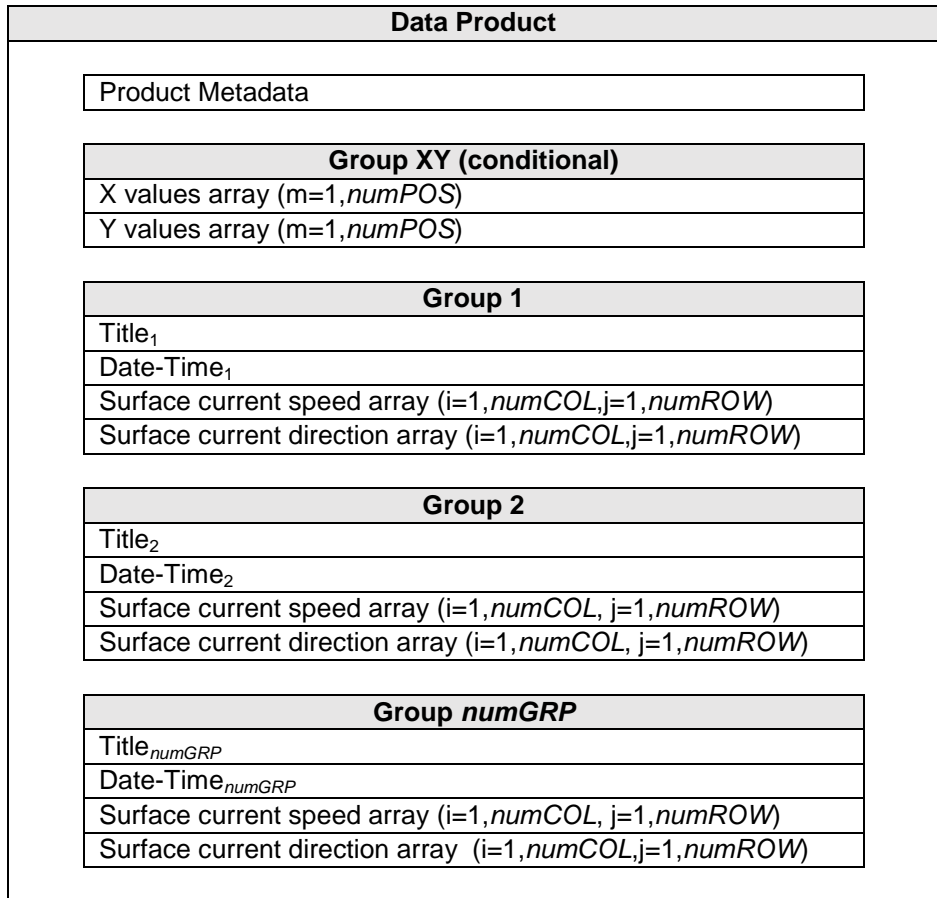 Data Product
Product Metadata
Group XY (conditional)
X values array (m=1,numPOS)
Y values array (m=1,numPOS)
Group 1
Title1
Date-Time1
Surface current speed array (i=1,numCOL,j=1,numROW)
Surface current direction array (i=1,numCOL,j=1,numROW)
Group 2
Title2
Date-Time2
Surface current speed array (i=1,numCOL, j=1,numROW)
Surface current direction array (i=1,numCOL, j=1,numROW)
Group numGRP
TitlenumGRP
Date-TimenumGRP
Surface current speed array (i=1,numCOL, j=1,numROW)
Surface current direction array (i=1,numCOL,j=1,numROW)